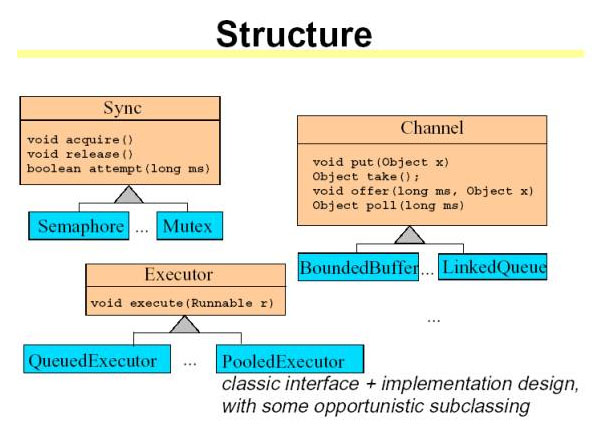 Structure
Sync
void acquire()
void release()
boolean attempt(long ms)
Semaphore ... Mutex
Channel
void put(Object x)
Object take();
void offer(long ms, Object x)
Object poll(long ms)
BoundedBuffer ... LinkedQueue
Executor
void execute(Runnable r)
QueuedExecutor ... PooledExecutor
...
classic interface + implementation design,
with some opportunistic subclassing